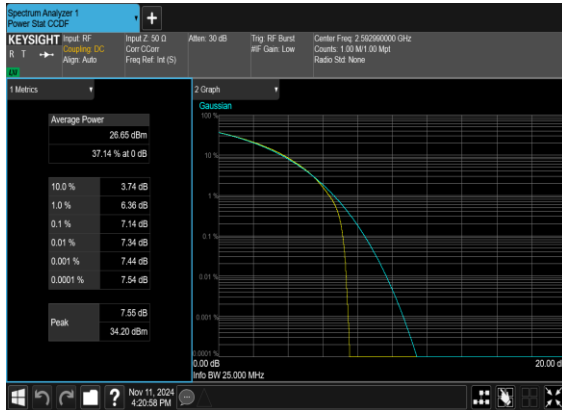 Spectrum Analyzer 1
Power Stat CCDF
+
KEYSIGHT
R T
LXI
Input: RF
Coupling: DC
Align: Auto
Input Z: 50 Ω
Corr CCorr
Freq Ref: Int (S)
Atten: 30 dB
Trig: RF Burst
#IF Gain: Low
Center Freq: 2.592990000 GHz
Counts: 1.00 M/1.00 Mpt
Radio Std: None
1 Metrics
Average Power
26.65 dBm
37.14 % at 0 dB
10.0 % 3.74 dB
1.0 % 6.36 dB
0.1 % 7.14 dB
0.01 % 7.34 dB
0.001 % 7.44 dB
0.0001 % 7.54 dB
Peak
7.55 dB
34.20 dBm
2 Graph
Gaussian
100 %
10 %
1 %
0.1 %
0.01 %
0.001 %
0.0001 %
0.00 dB 20.00 d
Info BW 25.000 MHz
?
Nov 11, 2024
4:20:58 PM